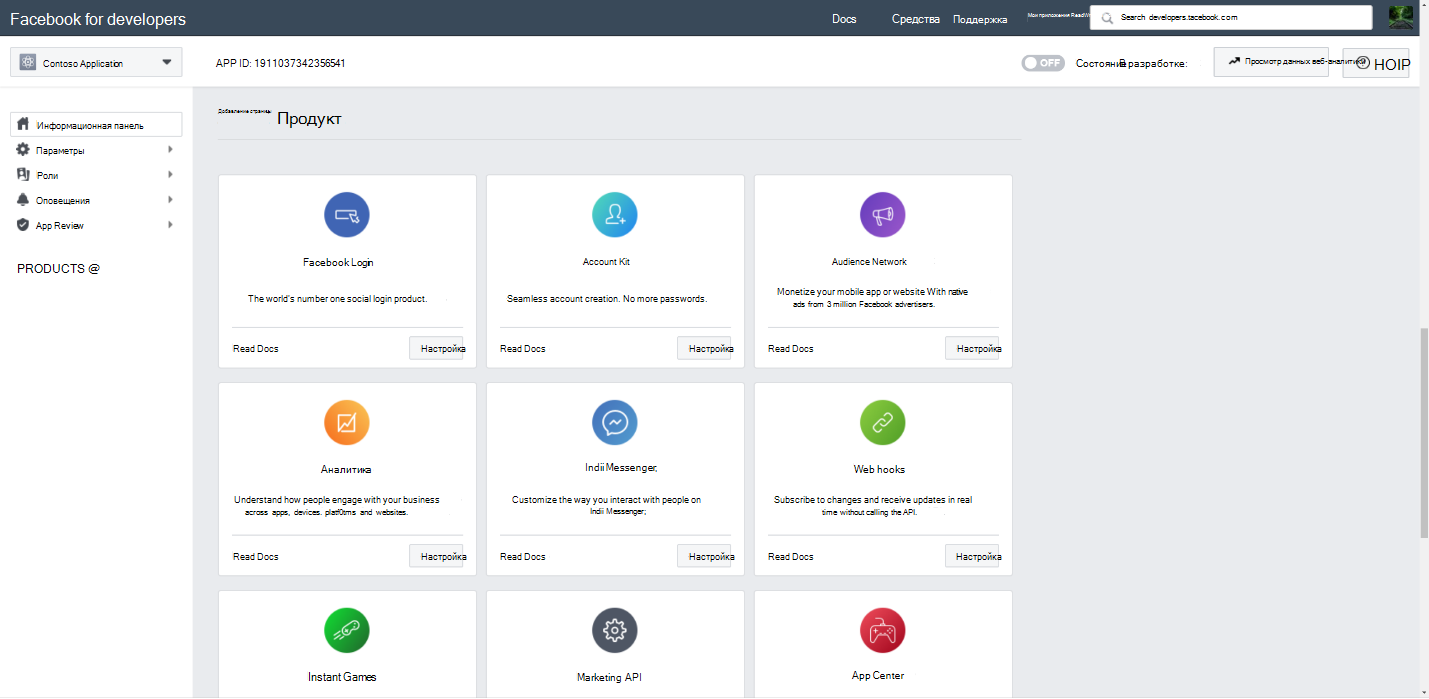 Facebook for developers
Docs
Средства
Поддержка
Мои приложения ReadW
Search developers.facebook.com
Contoso Application
APP ID: 1911037342356541
OFF
Состояние
В разработке:
Просмотр данных веб-аналитики
HOIP
Информационная панель
Параметры
Роли
Оповещения
App Review
PRODUCTS @
Добавление страницы
Продукт
Facebook Login
The world's number one social login product.
Read Docs
Настройка
Account Kit
Seamless account creation. No more passwords.
Read Docs
Настройка
Audience Network
Monetize your mobile app or website With native
ads from 3 million Facebook advertisers.
Read Docs
Настройка
Аналитика
Understand how people engage with your business
across apps, devices. platf0tms and websites.
Read Docs
Настройка
Indii Messenger,
Customize the way you interact with people on
Indii Messenger;
Read Docs
Настройка
Web hooks
Subscribe to changes and receive updates in real
time without calling the API.
Read Docs
Настройка
Instant Games
Marketing API
App Center